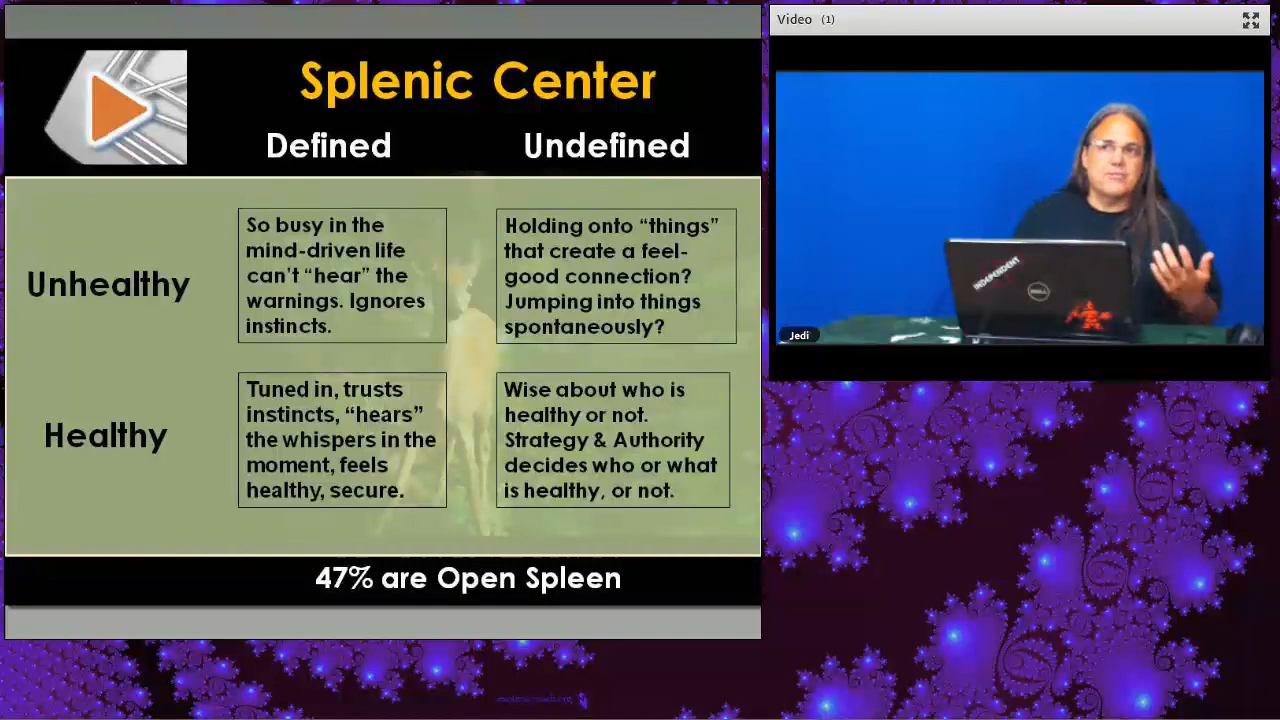 Splenic Center
Defined
Undefined
Unhealthy
So busy in the
mind-driven life
can't “hear” the
warnings. Ignores
instincts.
Holding onto “things”
that create a feel-
good connection?
Jumping into things
spontaneously?
Healthy
Tuned in, trusts
instincts, “hears”
the whispers in the
moment, feels
healthy, secure.
Wise about who is
healthy or not.
Strategy & Authority
decides who or what
is healthy, or not.
47% are Open Spleen
Video (1)
INDEPENDENT
DELL
Jedi